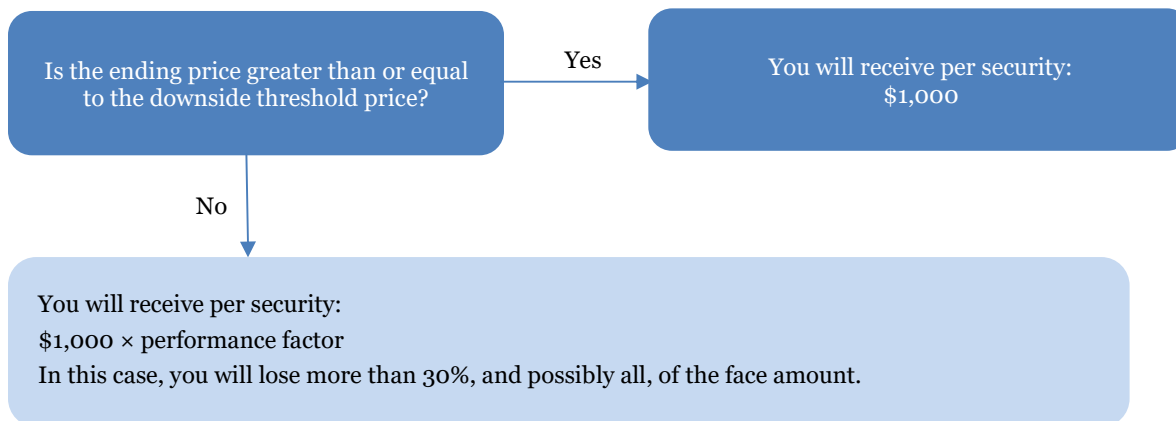 Is the ending price greater than or equal
to the downside threshold price?
Yes
You will receive per security:
$1,000
No
You will receive per security:
$1,000 × performance factor
In this case, you will lose more than 30%, and possibly all, of the face amount.